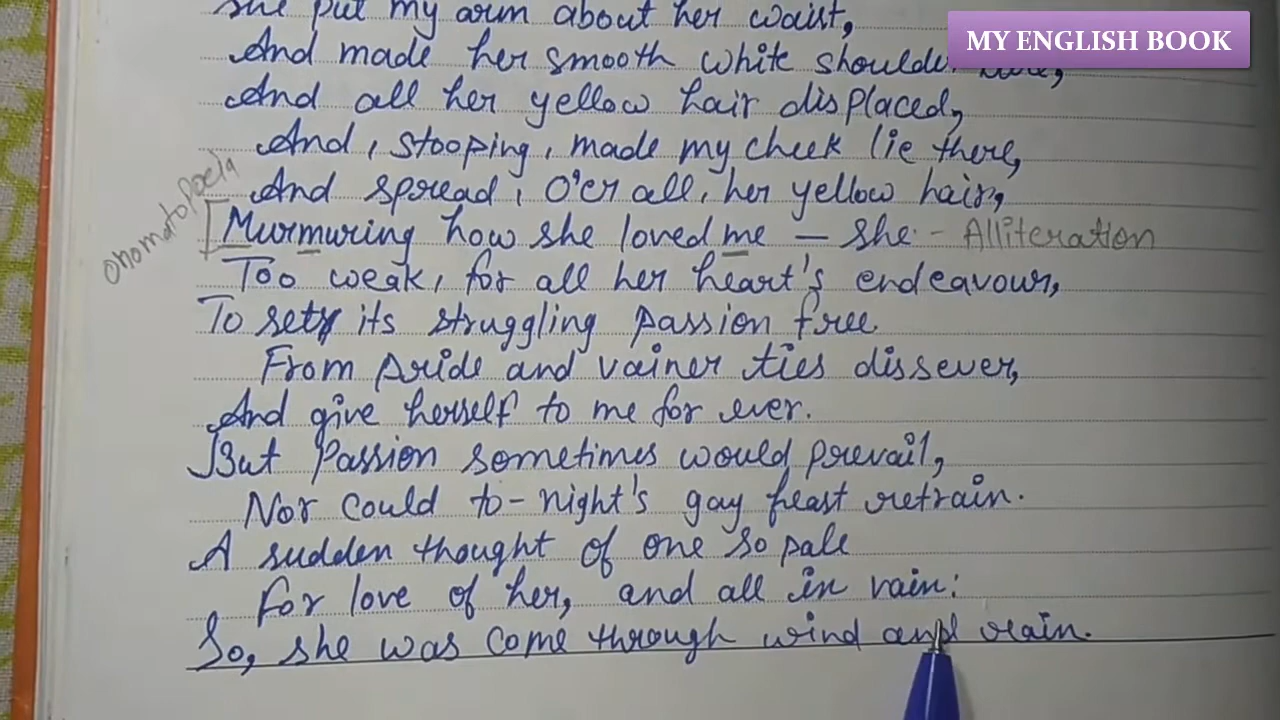 She put my arm about her waist,
MY ENGLISH BOOK
And made her smooth white shoulder bare,
And all her yellow hair displaced,
And, stooping, made my cheek lie there,
And spread, O'er all, her yellow hair,
Onomatopoeia
Murmuring how she loved me — she - Alliteration
Too weak, for all her heart's endeavour,
To set its struggling passion free
From pride and vainer ties dissever,
And give herself to me for ever.
But Passion sometimes would prevail,
Nor could to-night's gay feast retrain.
A sudden thought of one so pale
For love of her, and all in vain:
So, she was come through wind and rain.